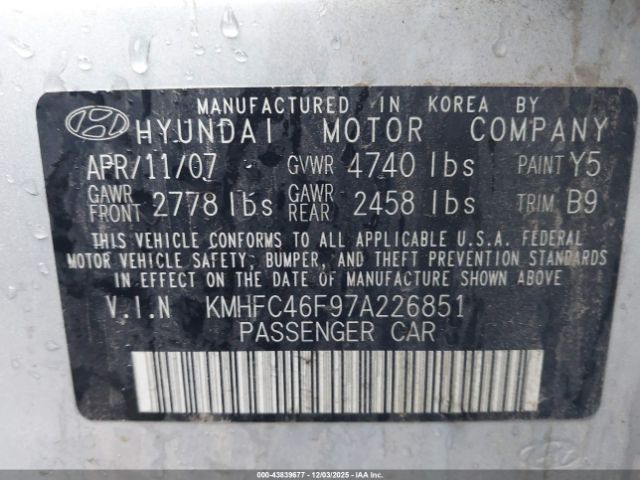 MANUFACTURED IN KOREA BY
HYUNDAI MOTOR COMPANY
APR/11/07 GVWR 4740 lbs PAINT Y5
GAWR FRONT 2778 lbs GAWR REAR 2458 lbs TRIM B9
THIS VEHICLE CONFORMS TO ALL APPLICABLE U.S.A. FEDERAL
MOTOR VEHICLE SAFETY, BUMPER, AND THEFT PREVENTION STANDARDS
IN EFFECT ON THE DATE OF MANUFACTURE SHOWN ABOVE
V.I.N KMHFC46F97A226851
PASSENGER CAR
000-43839677 - 12/03/2025 - IAA, Inc.